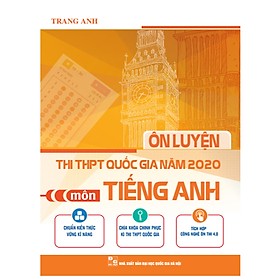 TRANG ANH
ÔN LUYỆN
THI THPT QUỐC GIA NĂM 2020
môn TIẾNG ANH
CHUẨN KIẾN THỨC
VỮNG KĨ NĂNG
CHÌA KHÓA CHINH PHỤC
KÌ THI THPT QUỐC GIA
TÍCH HỢP
CÔNG NGHỆ ÔN THI 4.0
NHÀ XUẤT BẢN ĐẠI HỌC QUỐC GIA HÀ NỘI